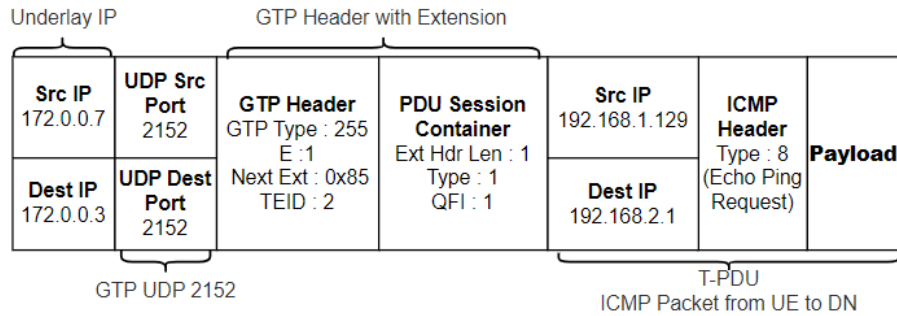 Underlay IP
GTP Header with Extension
Src IP
172.0.0.7
Dest IP
172.0.0.3
UDP Src
Port
2152
UDP Dest
Port
2152
GTP Header
GTP Type : 255
E :1
Next Ext : 0x85
TEID : 2
PDU Session
Container
Ext Hdr Len : 1
Type : 1
QFI : 1
Src IP
192.168.1.129
Dest IP
192.168.2.1
ICMP
Header
Type : 8
(Echo Ping
Request)
Payload
GTP UDP 2152
T-PDU
ICMP Packet from UE to DN